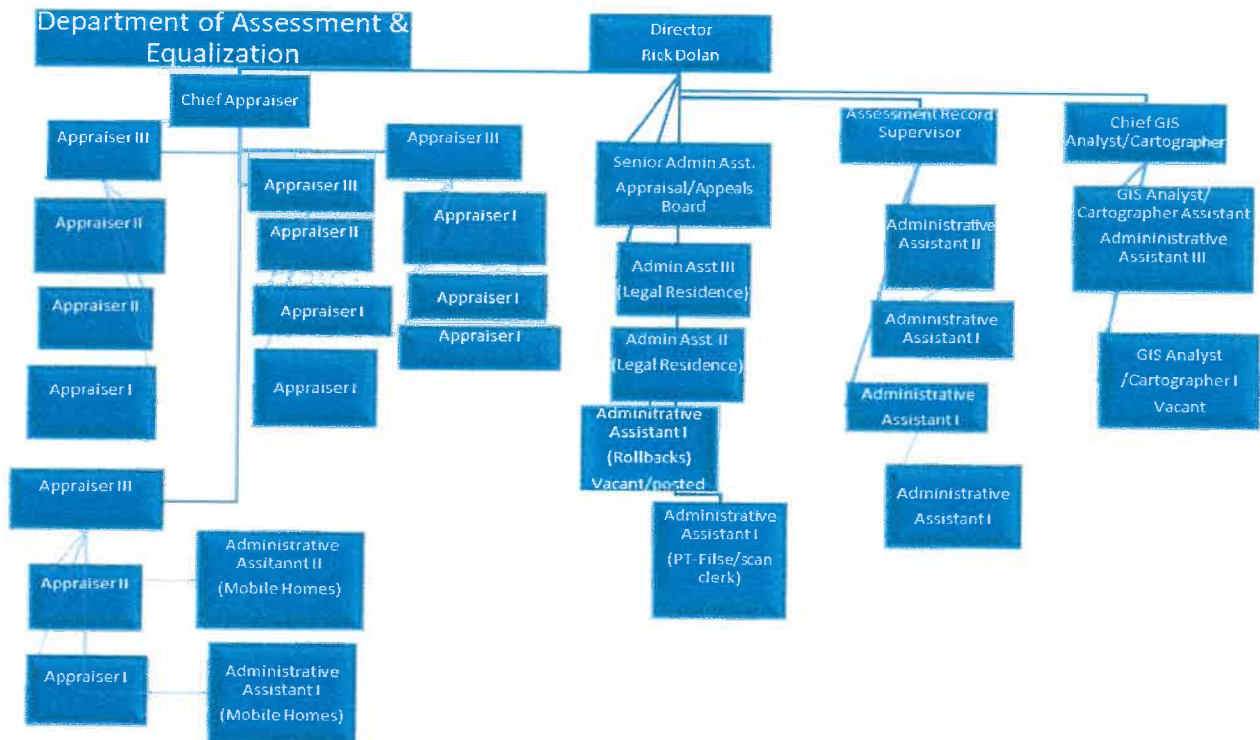 Department of Assessment &
Equalization
Director
Rick Dolan
Chief Appraiser
Appraiser III
Appraiser II
Appraiser II
Appraiser I
Appraiser III
Appraiser II
Appraiser I
Appraiser I
Appraiser III
Appraiser I
Appraiser I
Appraiser I
Appraiser III
Appraiser II
Administrative
Assitannt II
(Mobile Homes)
Appraiser I
Administrative
Assistant I
(Mobile Homes)
Senior Admin Asst.
Appraisal/Appeals
Board
Admin Asst III
(Legal Residence)
Admin Asst. II
(Legal Residence)
Adminitrative
Assistant I
(Rollbacks)
Vacant/posted
Administrative
Assistant I
(PT-Filse/scan
clerk)
Assessment Record
Supervisor
Administrative
Assistant II
Administrative
Assistant I
Administrative
Assistant I
Administrative
Assistant I
Chief GIS
Analyst/Cartographer
GIS Analyst/
Cartographer Assistant
Admininistrative
Assistant III
GIS Analyst
/Cartographer I
Vacant